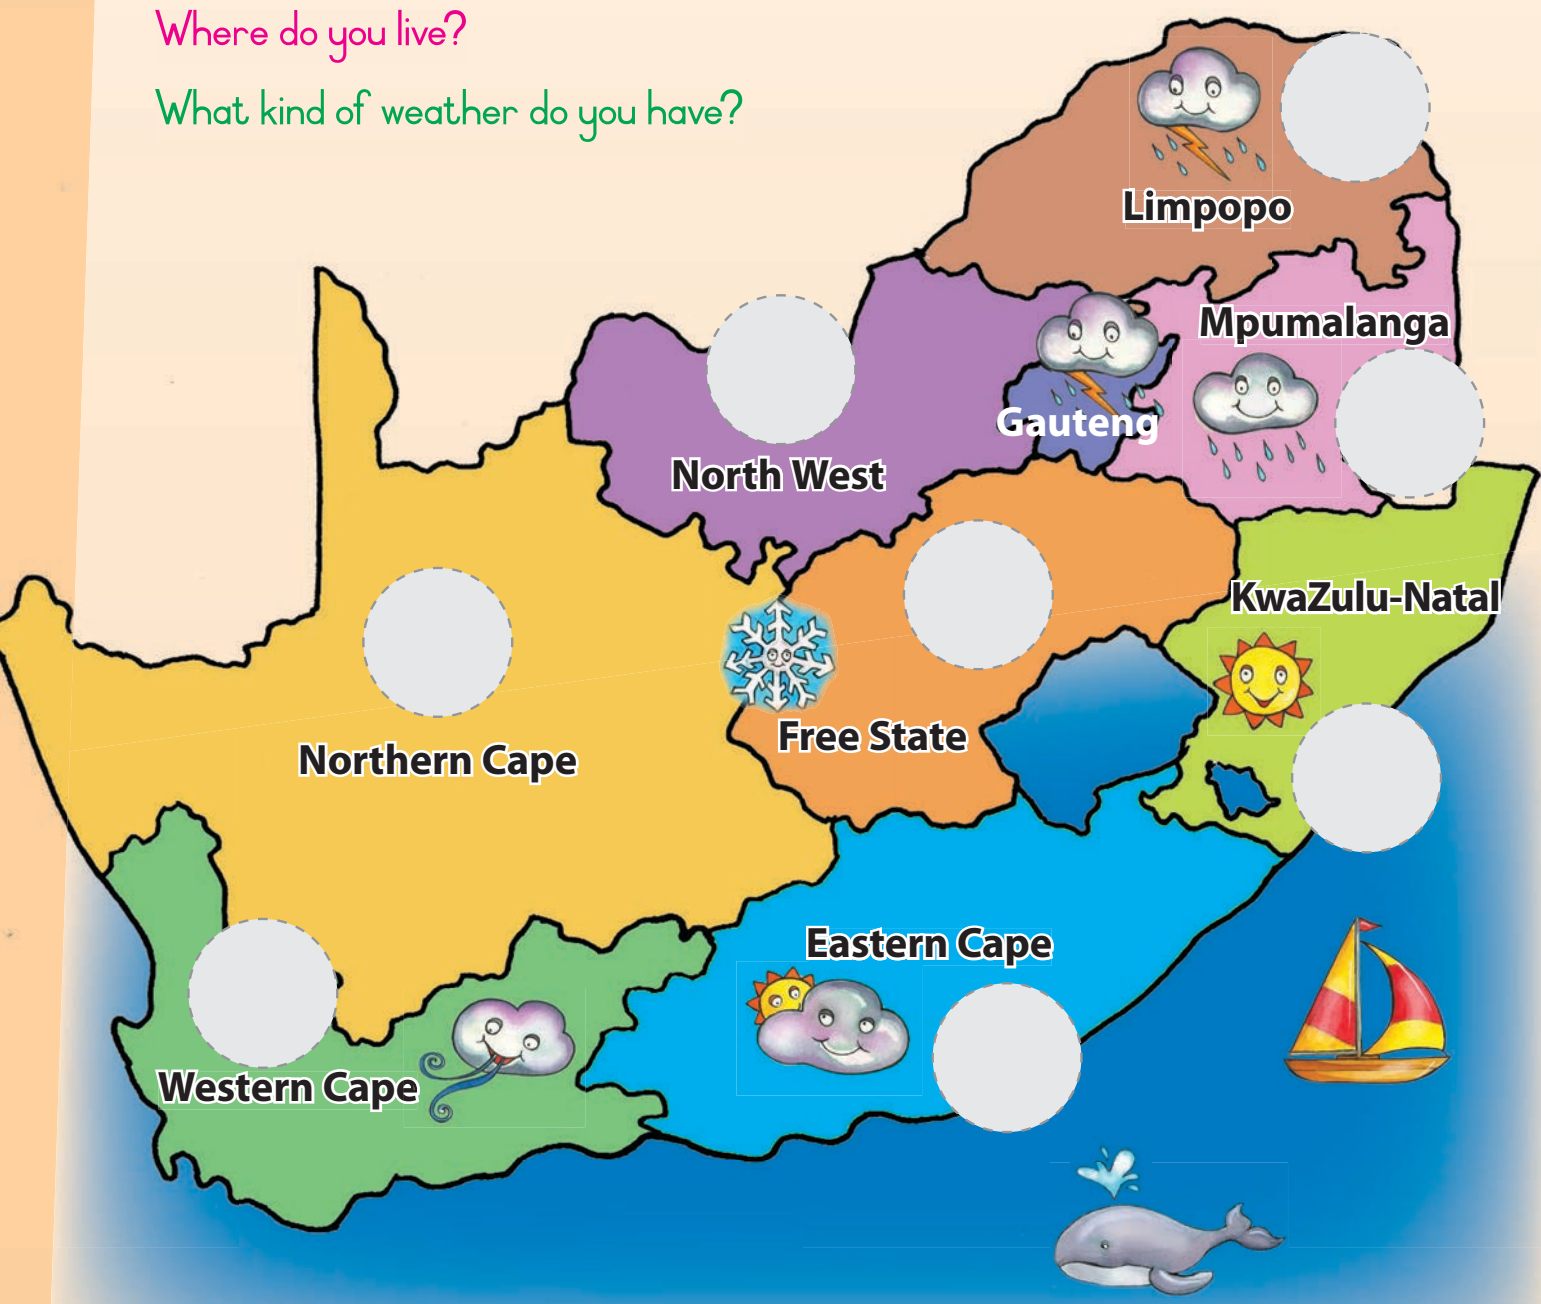 Where do you live?
What kind of weather do you have?
Limpopo
Mpumalanga
Gauteng
North West
KwaZulu-Natal
Free State
Northern Cape
Eastern Cape
Western Cape